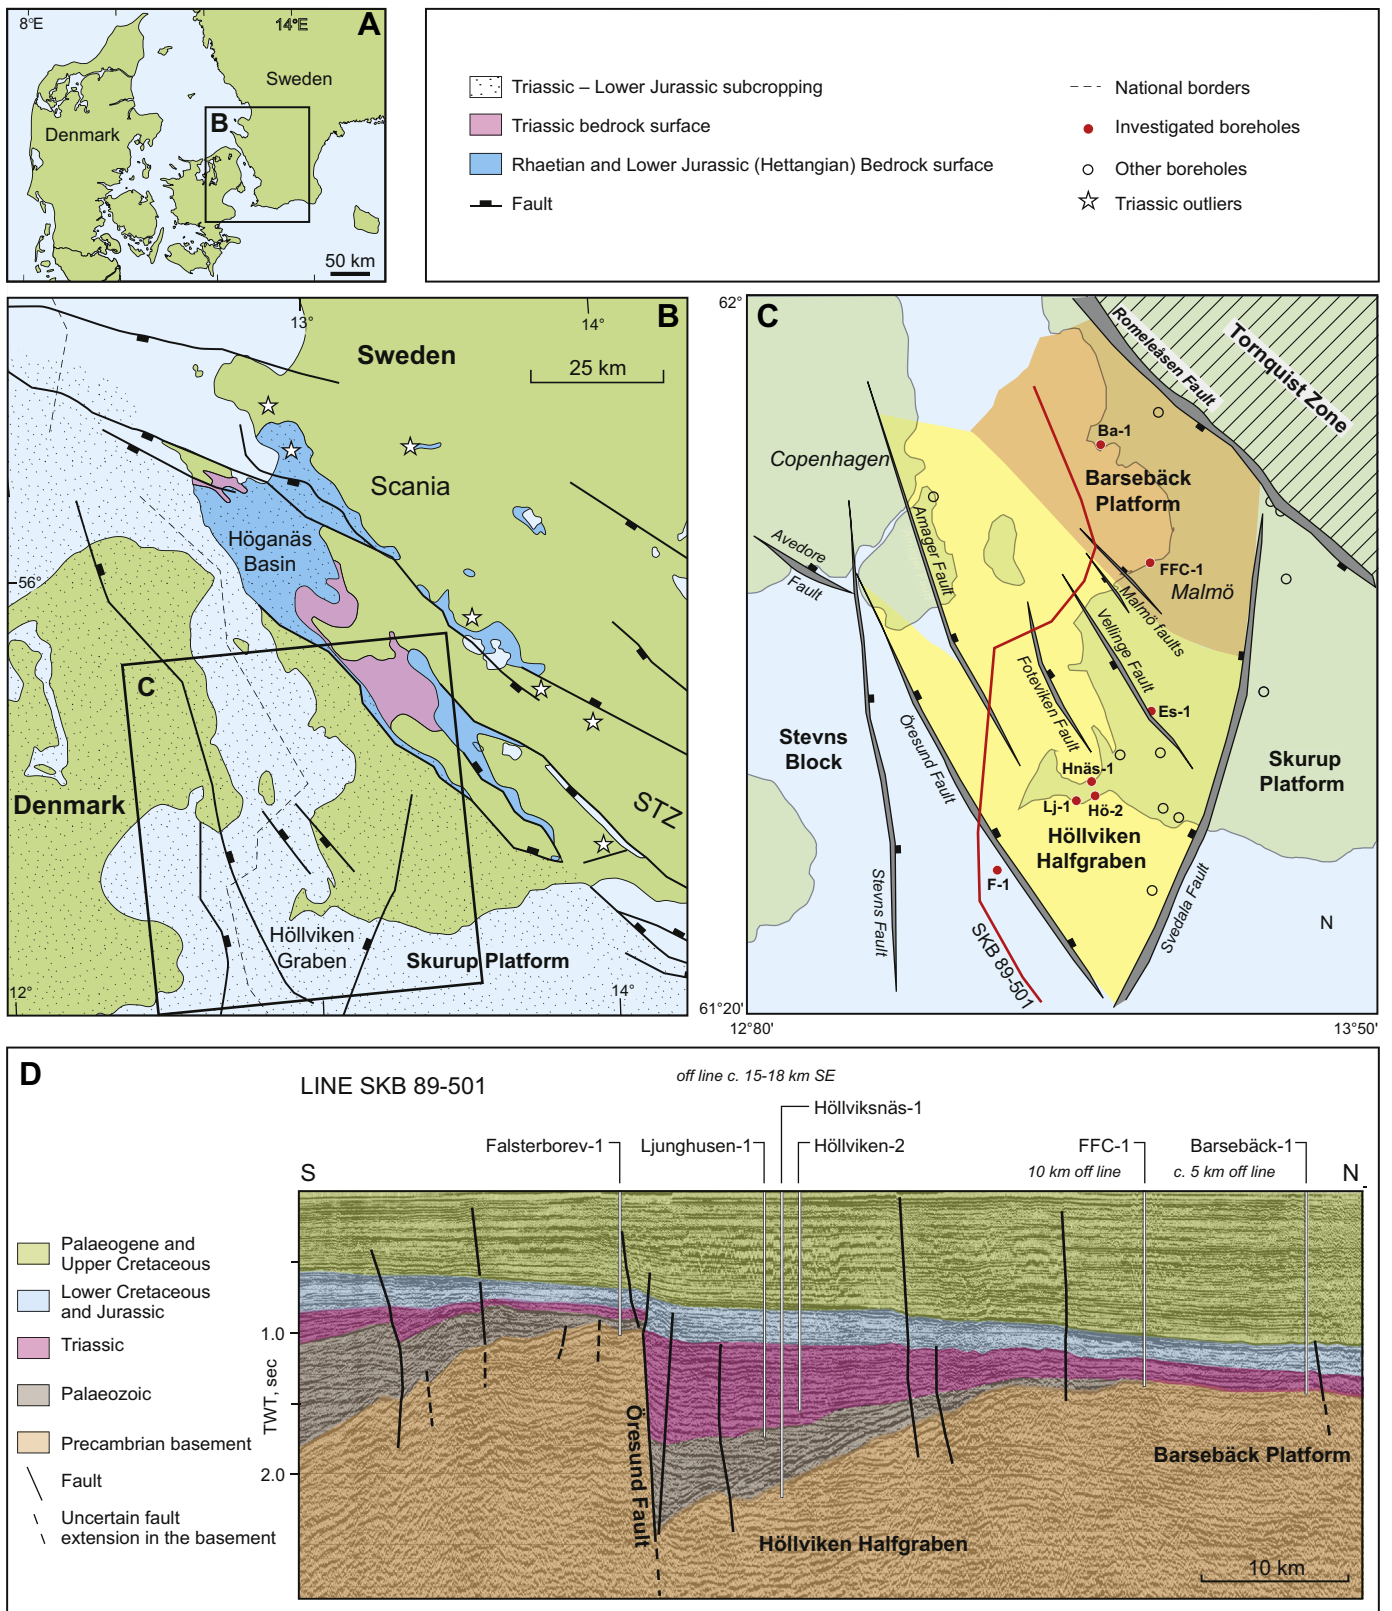 8°E
14°E
A
Sweden
Denmark
B
50 km
Triassic – Lower Jurassic subcropping
Triassic bedrock surface
Rhaetian and Lower Jurassic (Hettangian) Bedrock surface
Fault
National borders
Investigated boreholes
Other boreholes
Triassic outliers
13°
14°
B
Sweden
25 km
Scania
Höganäs
Basin
56°
C
Denmark
STZ
Höllviken
Graben
Skurup Platform
12°
14°
62°
C
Romeleåsen Fault
Tornquist Zone
Ba-1
Copenhagen
Barsebäck
Platform
Amager Fault
Avedore
Fault
FFC-1
Malmö
Malmö faults
Vellinge Fault
Foteviken Fault
Es-1
Öresund Fault
Stevns
Block
Hnäs-1
Skurup
Platform
Lj-1
Hö-2
Höllviken
Halfgraben
F-1
Stevns Fault
Svedala Fault
N
SKB 89-501
61°20'
12°80'
13°50'
D
LINE SKB 89-501
off line c. 15-18 km SE
Höllviksnäs-1
Falsterborev-1
Ljunghusen-1
Höllviken-2
FFC-1
Barsebäck-1
10 km off line
c. 5 km off line
S
N
Palaeogene and
Upper Cretaceous
Lower Cretaceous
and Jurassic
Triassic
Palaeozoic
Precambrian basement
Fault
Uncertain fault
extension in the basement
1.0
TWT, sec
2.0
Öresund Fault
Barsebäck Platform
Höllviken Halfgraben
10 km